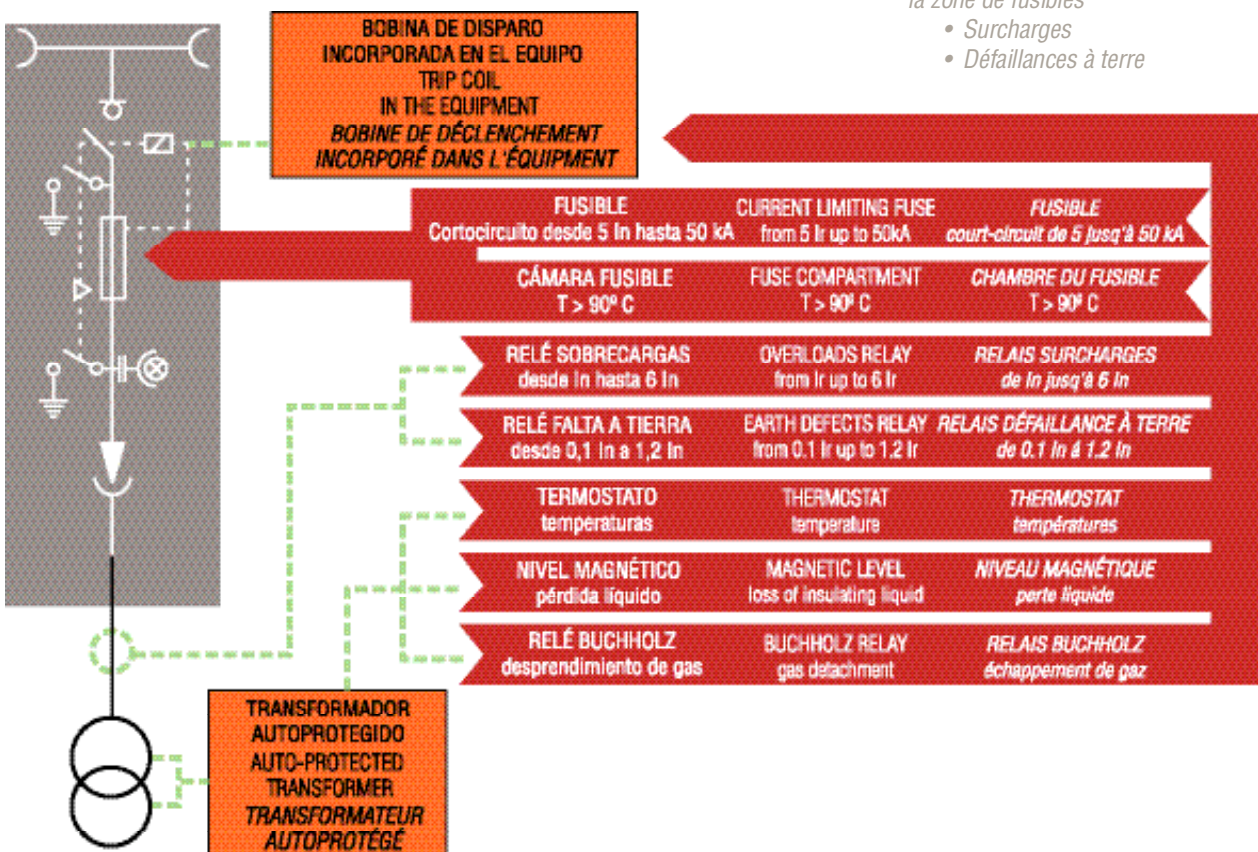 la zone de fusibles
• Surcharges
• Défaillances à terre
BOBINA DE DISPARO
INCORPORADA EN EL EQUIPO
TRIP COIL
IN THE EQUIPMENT
BOBINE DE DÉCLENCHEMENT
INCORPORÉ DANS L'ÉQUIPMENT
FUSIBLE
Cortocircuito desde 5 In hasta 50 kA
CURRENT LIMITING FUSE
from 5 Ir up to 50kA
FUSIBLE
court-circuit de 5 jusq'à 50 kA
CÁMARA FUSIBLE
T > 90º C
FUSE COMPARTMENT
T > 90º C
CHAMBRE DU FUSIBLE
T > 90º C
RELÉ SOBRECARGAS
desde In hasta 6 In
OVERLOADS RELAY
from Ir up to 6 Ir
RELAIS SURCHARGES
de In jusq'à 6 In
RELÉ FALTA A TIERRA
desde 0,1 In a 1,2 In
EARTH DEFECTS RELAY
from 0.1 Ir up to 1.2 Ir
RELAIS DÉFAILLANCE À TERRE
de 0.1 In á 1.2 In
TERMOSTATO
temperaturas
THERMOSTAT
temperature
THERMOSTAT
températures
NIVEL MAGNÉTICO
pérdida líquido
MAGNETIC LEVEL
loss of insulating liquid
NIVEAU MAGNÉTIQUE
perte liquide
RELÉ BUCHHOLZ
desprendimiento de gas
BUCHHOLZ RELAY
gas detachment
RELAIS BUCHHOLZ
échappement de gaz
TRANSFORMADOR
AUTOPROTEGIDO
AUTO-PROTECTED
TRANSFORMER
TRANSFORMATEUR
AUTOPROTÉGÉ